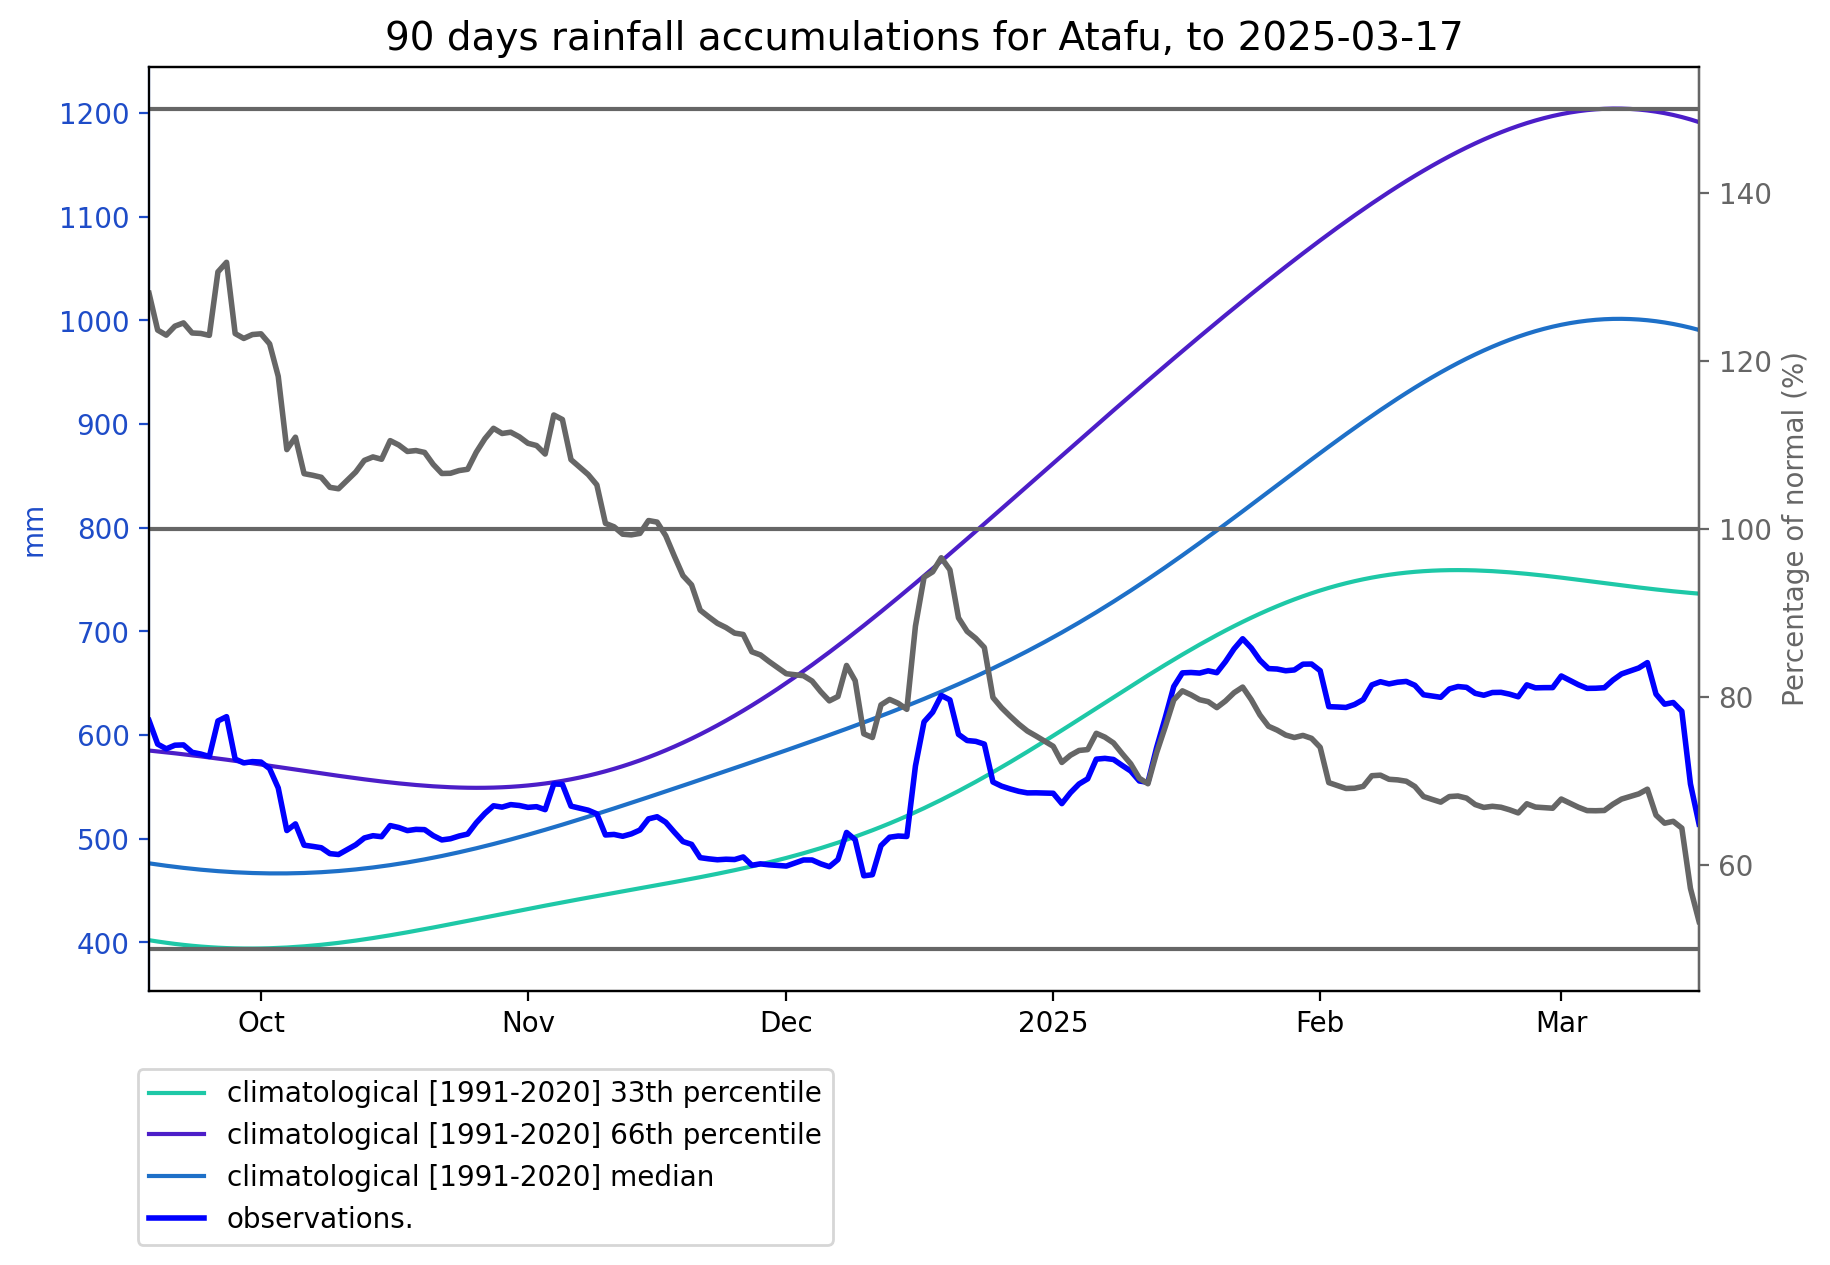 90 days rainfall accumulations for Atafu, to 2025-03-17
1200
1100
1000
900
800
700
600
500
400
mm
140
120
100
80
60
Percentage of normal (%)
Oct
Nov
Dec
2025
Feb
Mar
climatological [1991-2020] 33th percentile
climatological [1991-2020] 66th percentile
climatological [1991-2020] median
observations.